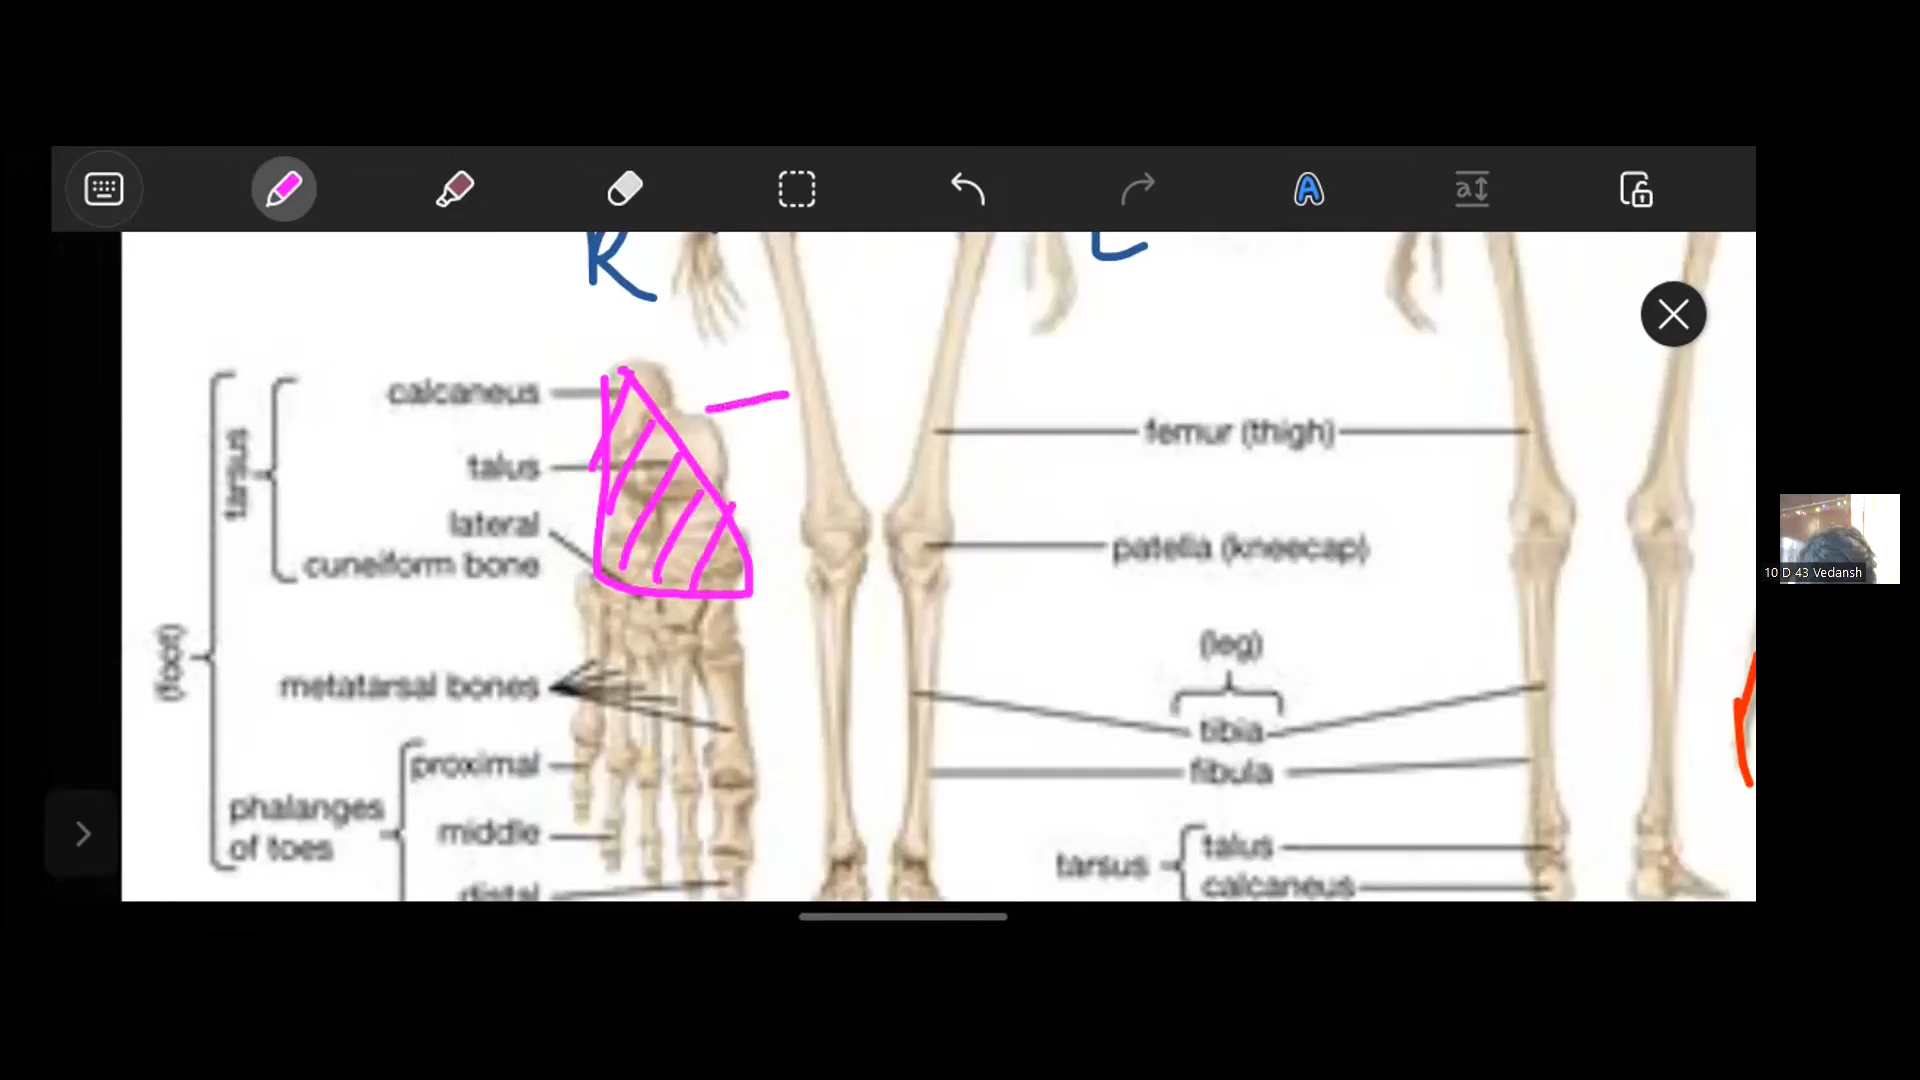 R
L
calcaneus
talus
lateral
cuneiform bone
tarsus
(foot)
metatarsal bones
proximal
phalanges
of toes
middle
distal
femur (thigh)
patella (kneecap)
(leg)
tibia
fibula
tarsus
talus
calcaneus
10 D 43 Vedansh